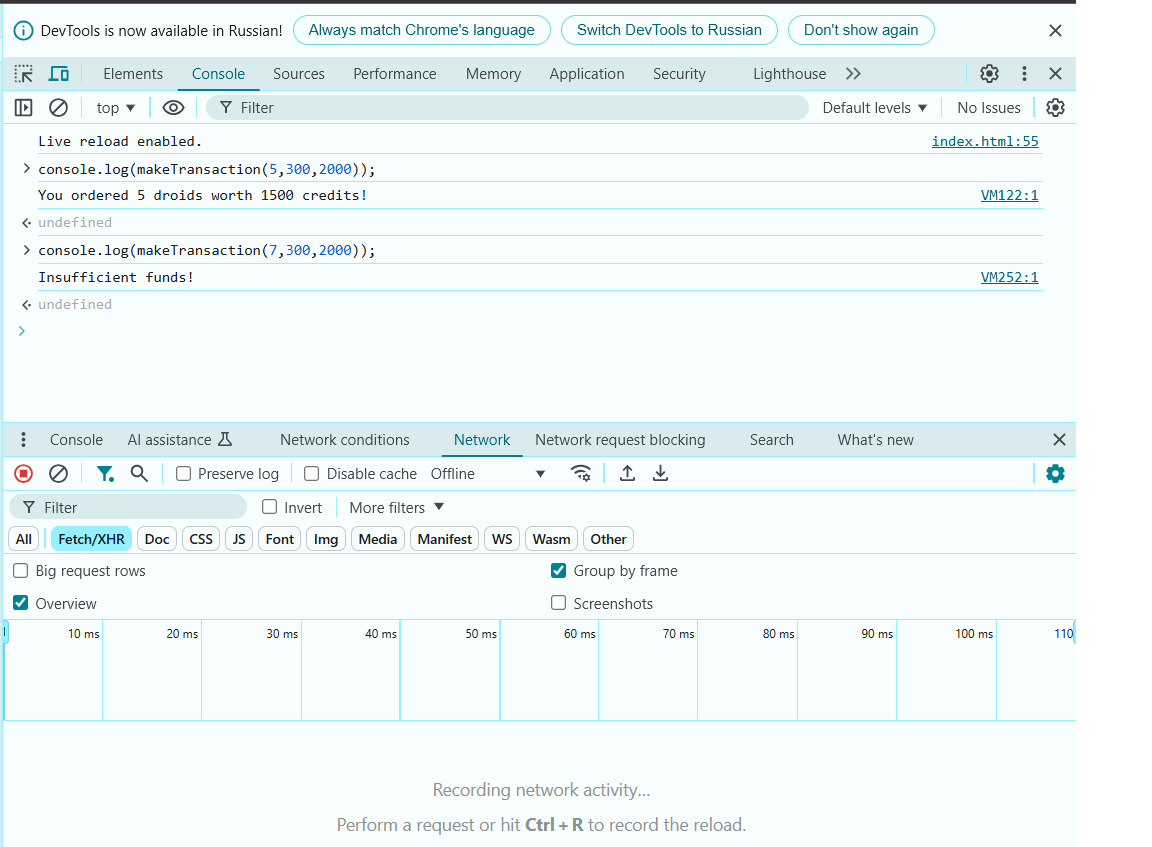 DevTools is now available in Russian! Always match Chrome's language Switch DevTools to Russian Don't show again
Elements Console Sources Performance Memory Application Security Lighthouse
top Filter Default levels No Issues
Live reload enabled. index.html:55
console.log(makeTransaction(5,300,2000));
You ordered 5 droids worth 1500 credits! VM122:1
undefined
console.log(makeTransaction(7,300,2000));
Insufficient funds! VM252:1
undefined
Console AI assistance Network conditions Network Network request blocking Search What's new
Preserve log Disable cache Offline
Filter Invert More filters
All Fetch/XHR Doc CSS JS Font Img Media Manifest WS Wasm Other
Big request rows Group by frame
Overview Screenshots
10 ms 20 ms 30 ms 40 ms 50 ms 60 ms 70 ms 80 ms 90 ms 100 ms 110
Recording network activity...
Perform a request or hit Ctrl + R to record the reload.